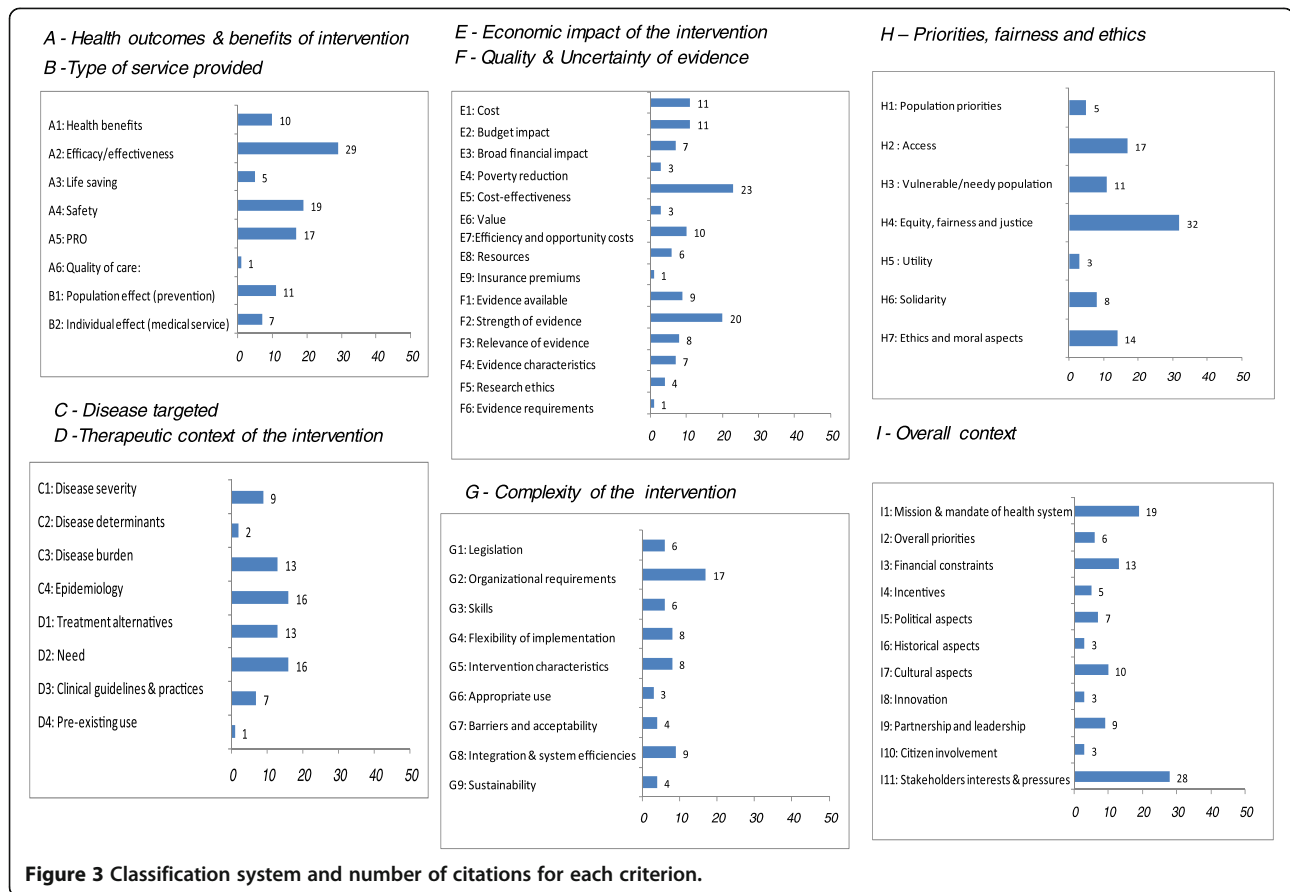 A - Health outcomes & benefits of intervention
B -Type of service provided
A1: Health benefits 10
A2: Efficacy/effectiveness 29
A3: Life saving 5
A4: Safety 19
A5: PRO 17
A6: Quality of care: 1
B1: Population effect (prevention) 11
B2: Individual effect (medical service) 7
0 10 20 30 40 50
C - Disease targeted
D -Therapeutic context of the intervention
C1: Disease severity 9
C2: Disease determinants 2
C3: Disease burden 13
C4: Epidemiology 16
D1: Treatment alternatives 13
D2: Need 16
D3: Clinical guidelines & practices 7
D4: Pre-existing use 1
0 10 20 30 40 50
E - Economic impact of the intervention
F - Quality & Uncertainty of evidence
E1: Cost 11
E2: Budget impact 11
E3: Broad financial impact 7
E4: Poverty reduction 3
E5: Cost-effectiveness 23
E6: Value 3
E7:Efficiency and opportunity costs 10
E8: Resources 6
E9: Insurance premiums 1
F1: Evidence available 9
F2: Strength of evidence 20
F3: Relevance of evidence 8
F4: Evidence characteristics 7
F5: Research ethics 4
F6: Evidence requirements 1
0 10 20 30 40 50
G - Complexity of the intervention
G1: Legislation 6
G2: Organizational requirements 17
G3: Skills 6
G4: Flexibility of implementation 8
G5: Intervention characteristics 8
G6: Appropriate use 3
G7: Barriers and acceptability 4
G8: Integration & system efficiencies 9
G9: Sustainability 4
0 10 20 30 40 50
H – Priorities, fairness and ethics
H1: Population priorities 5
H2 : Access 17
H3 : Vulnerable/needy population 11
H4: Equity, fairness and justice 32
H5 : Utility 3
H6: Solidarity 8
H7: Ethics and moral aspects 14
0 10 20 30 40 50
I - Overall context
I1: Mission & mandate of health system 19
I2: Overall priorities 6
I3: Financial constraints 13
I4: Incentives 5
I5: Political aspects 7
I6: Historical aspects 3
I7: Cultural aspects 10
I8: Innovation 3
I9: Partnership and leadership 9
I10: Citizen involvement 3
I11: Stakeholders interests & pressures 28
0 10 20 30 40 50
Figure 3 Classification system and number of citations for each criterion.